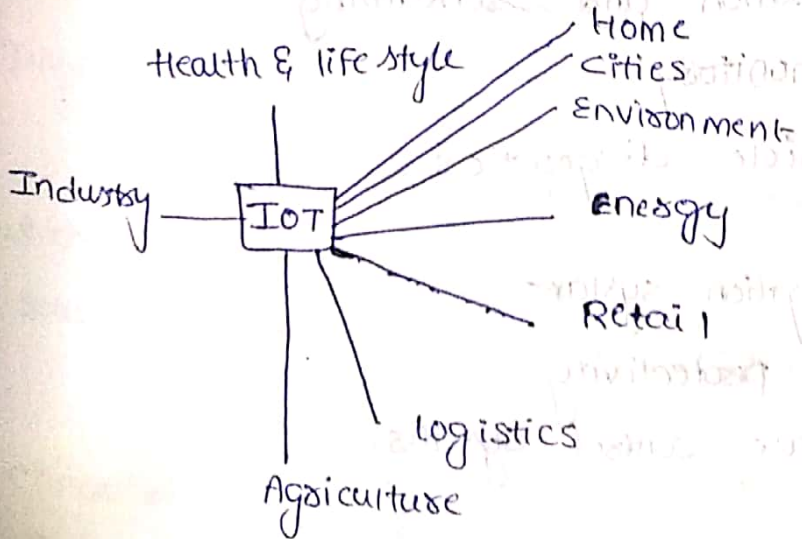 Home
Health & life style
Cities
Environment
Industry
IOT
Energy
Retail
logistics
Agriculture